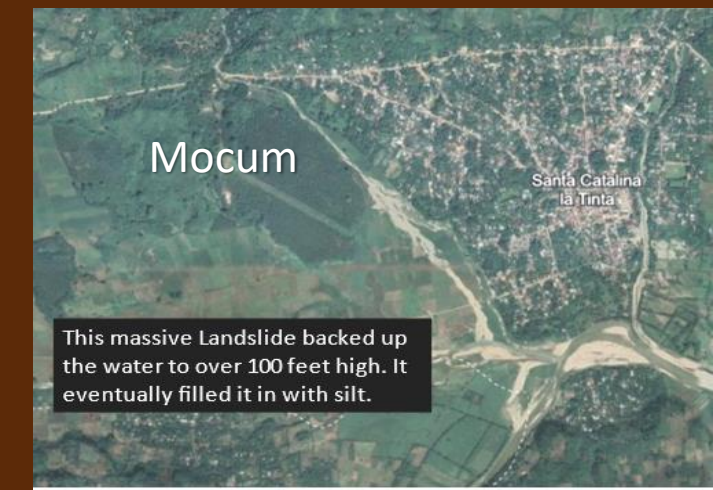 Mocum
Santa Catalina
la Tinta
This massive Landslide backed up
the water to over 100 feet high. It
eventually filled it in with silt.